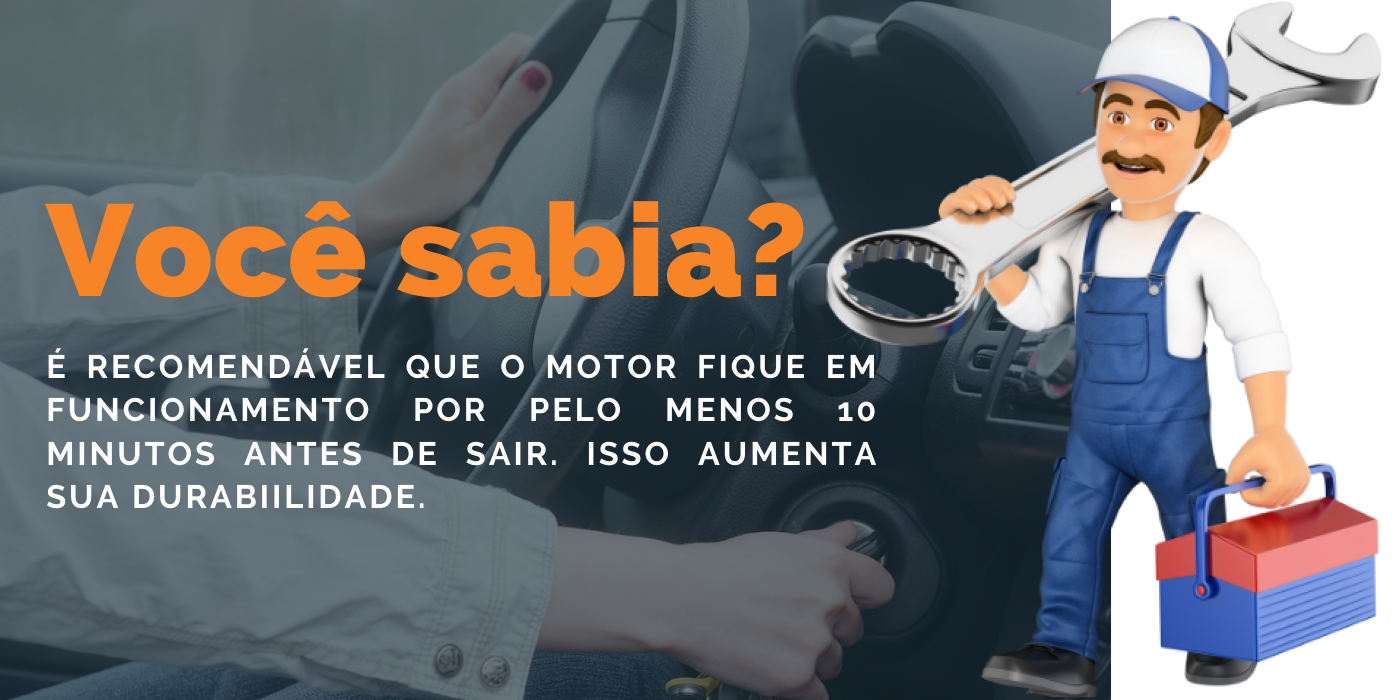 Você sabia?
É RECOMENDÁVEL QUE O MOTOR FIQUE EM
FUNCIONAMENTO POR PELO MENOS 10
MINUTOS ANTES DE SAIR. ISSO AUMENTA
SUA DURABIILIDADE.